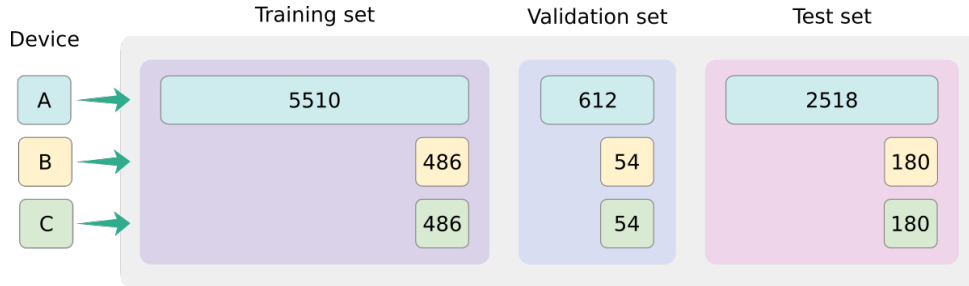 Training set Validation set Test set
Device
A 5510 612 2518
B 486 54 180
C 486 54 180